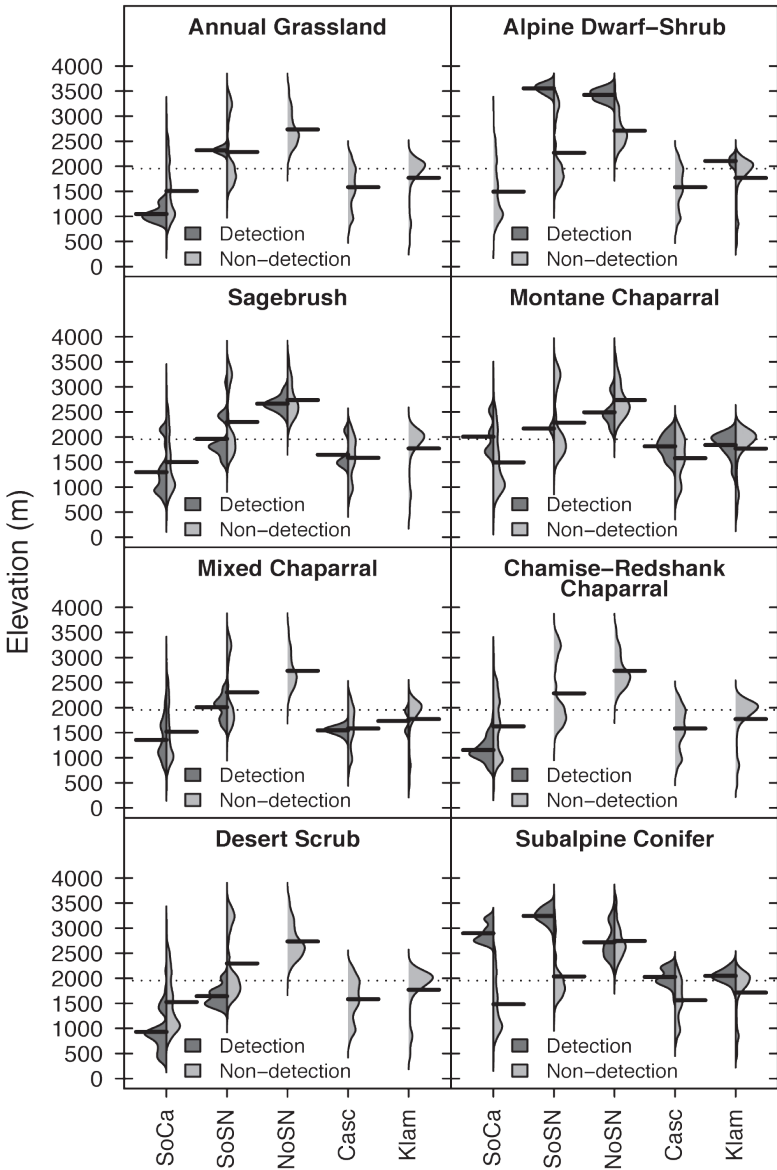 Annual Grassland
Alpine Dwarf–Shrub
4000
3500
3000
2500
2000
1500
1000
500
0
Detection
Non−detection
Detection
Non−detection
Sagebrush
Montane Chaparral
4000
3500
3000
2500
2000
1500
1000
500
0
Detection
Non−detection
Detection
Non−detection
Elevation (m)
Mixed Chaparral
Chamise−Redshank
Chaparral
4000
3500
3000
2500
2000
1500
1000
500
0
Detection
Non−detection
Detection
Non−detection
Desert Scrub
Subalpine Conifer
4000
3500
3000
2500
2000
1500
1000
500
0
Detection
Non−detection
Detection
Non−detection
SoCa
SoSN
NoSN
Casc
Klam
SoCa
SoSN
NoSN
Casc
Klam